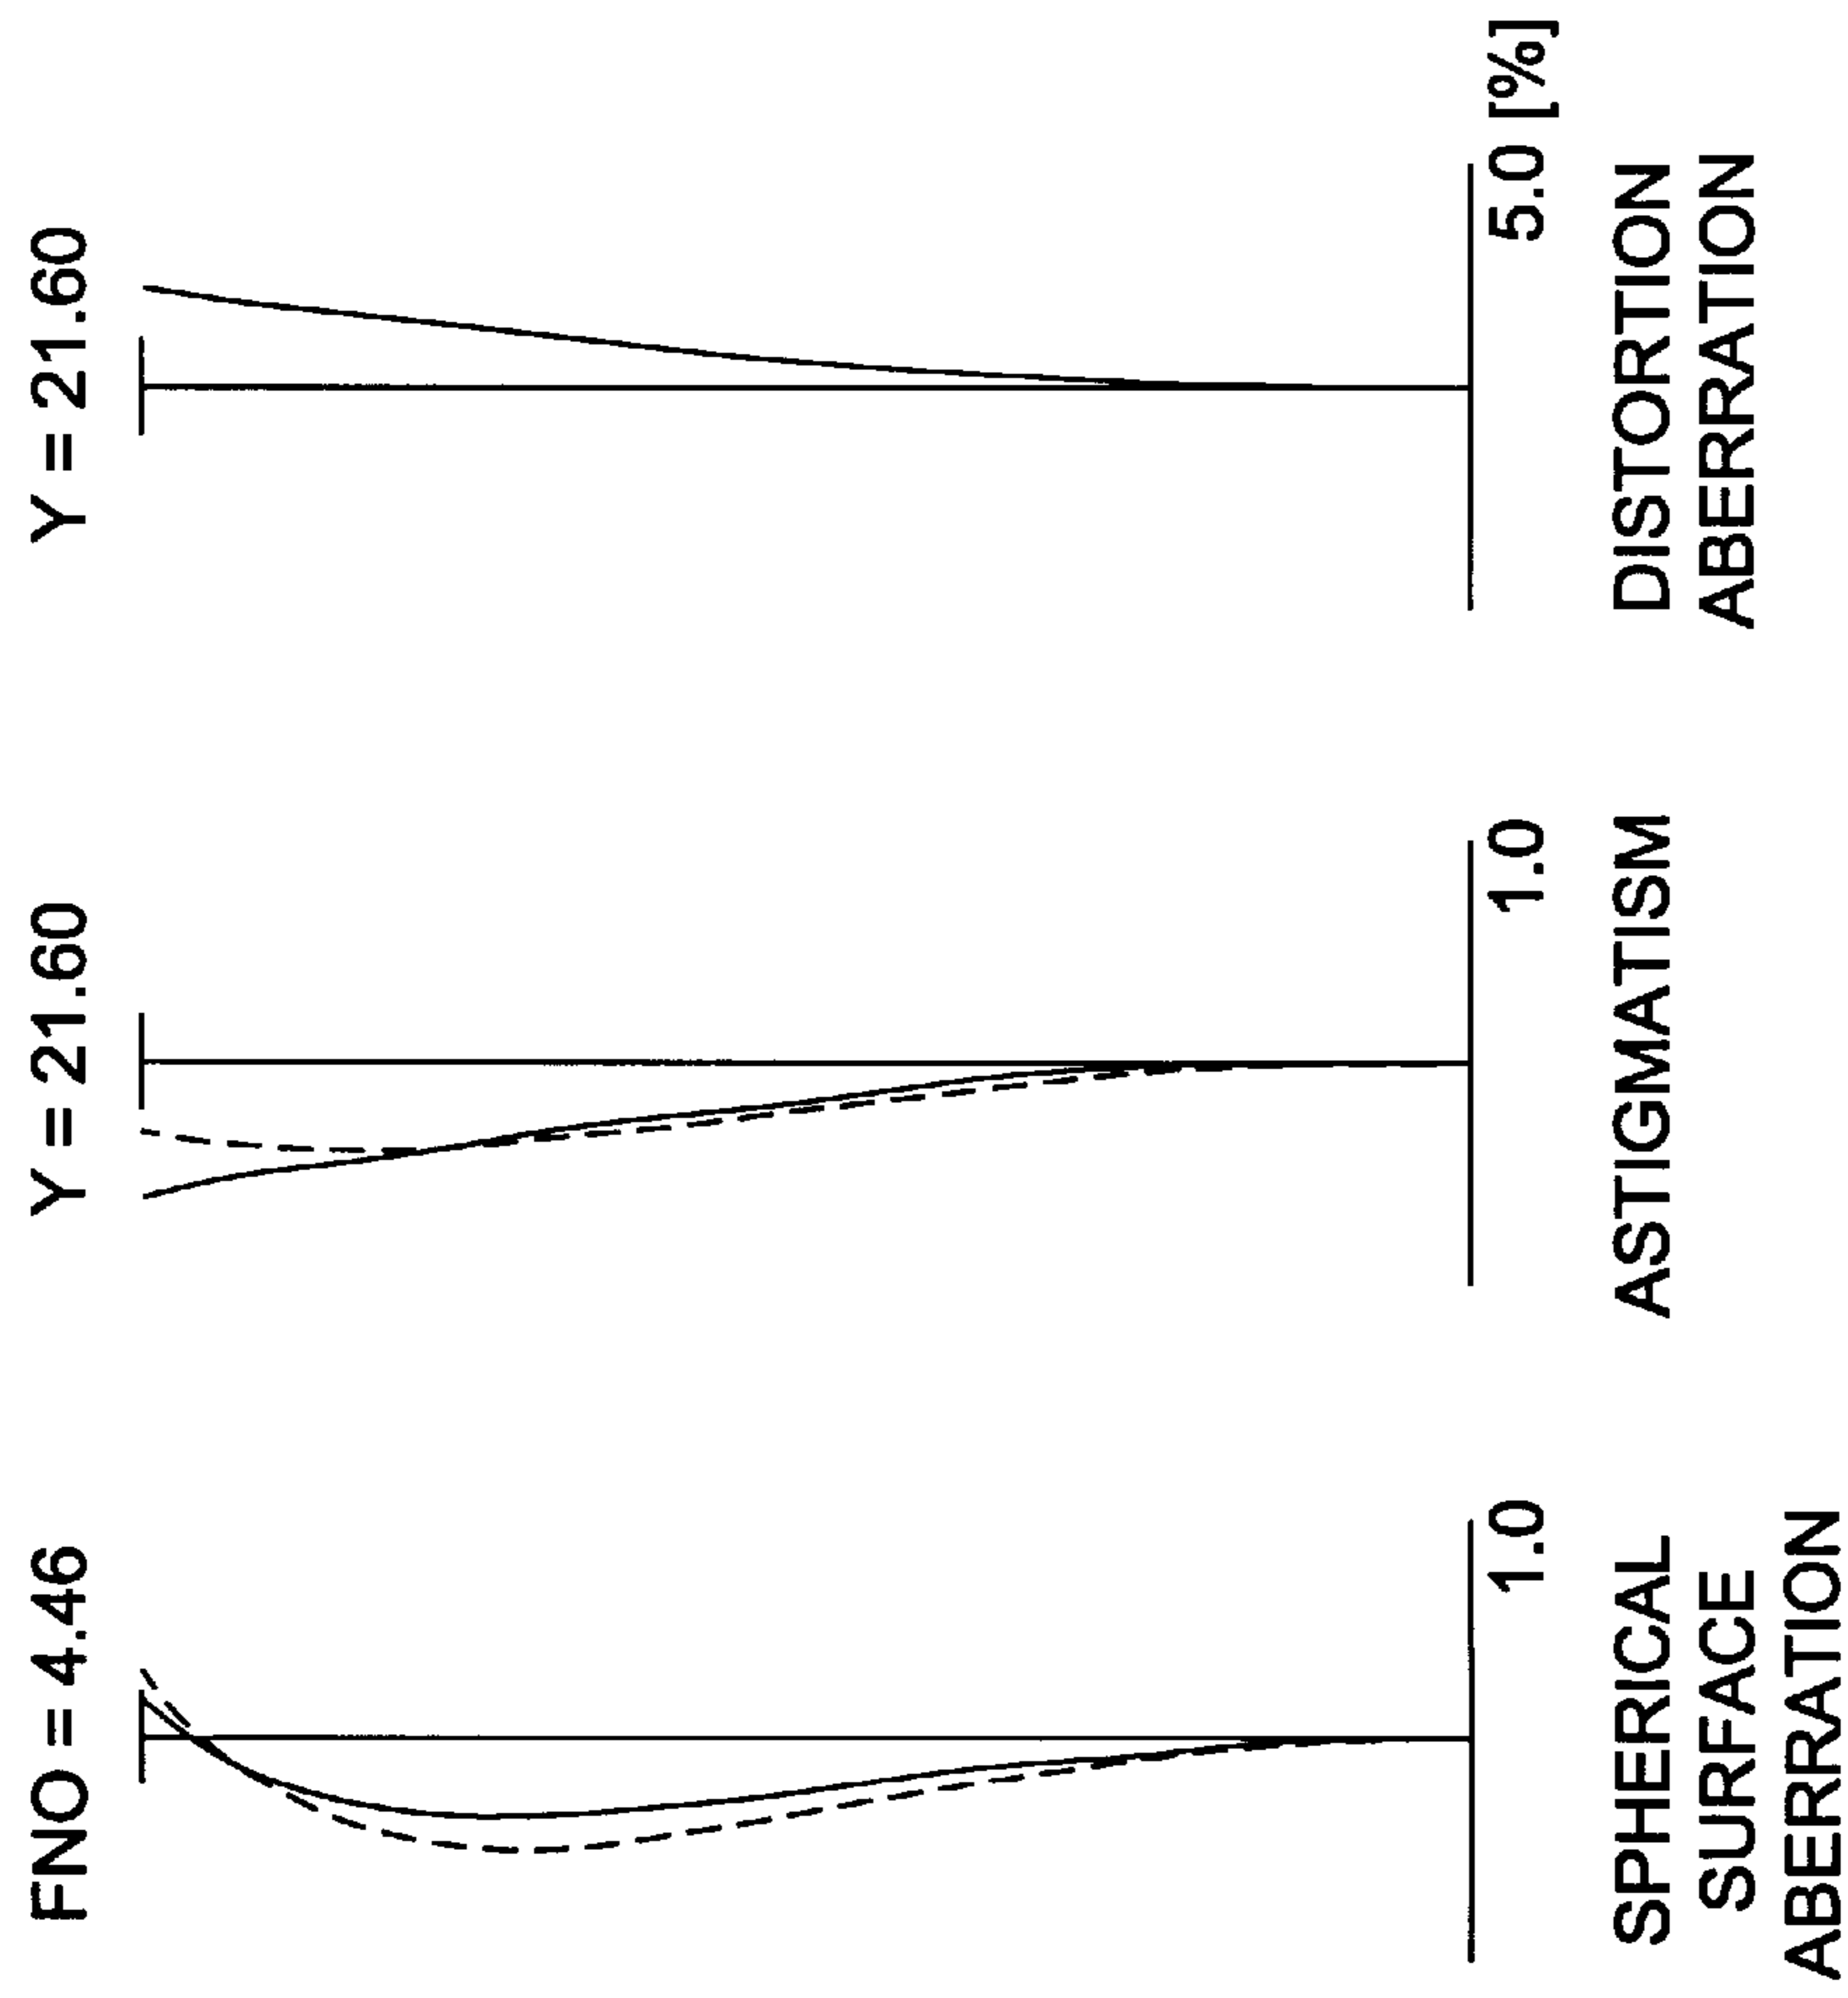 FNO = 4.46
1.0
SPHERICAL
SURFACE
ABERRATION
Y = 21.60
1.0
ASTIGMATISM
Y = 21.60
5.0 [%]
DISTORTION
ABERRATION